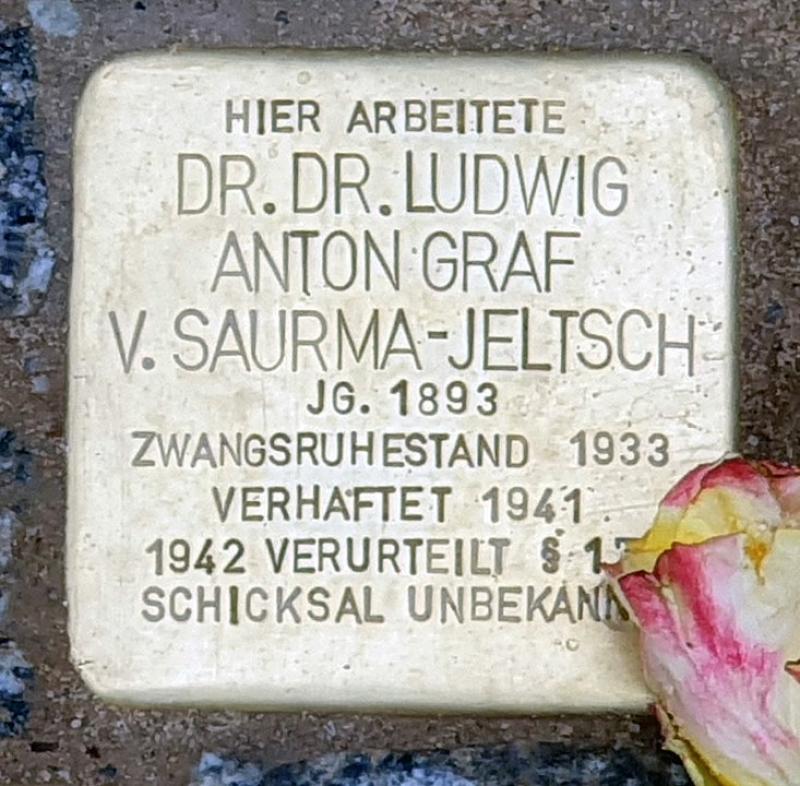 HIER ARBEITETE
DR. DR. LUDWIG
ANTON GRAF
V. SAURMA-JELTSCH
JG. 1893
ZWANGSRUHESTAND 1933
VERHAFTET 1941
1942 VERURTEILT §
SCHICKSAL